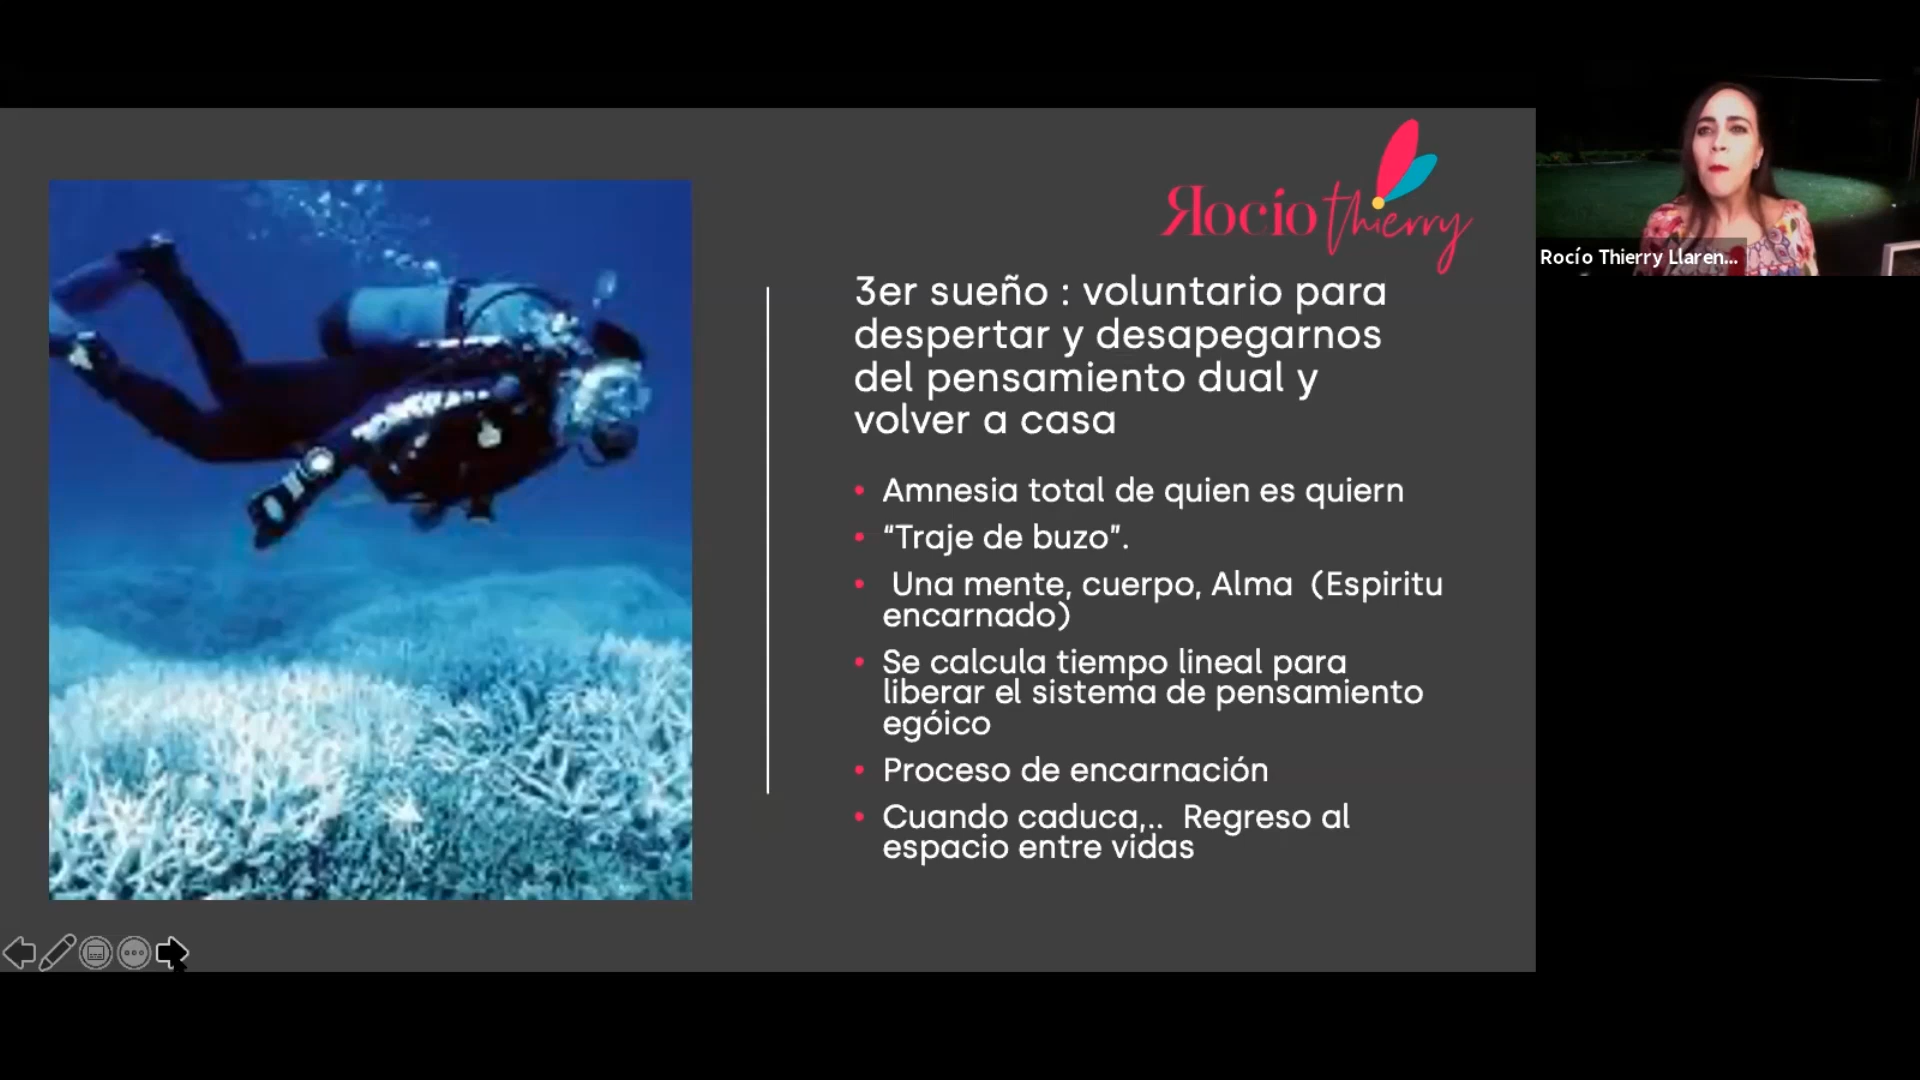 Rocío thierry
3er sueño : voluntario para
despertar y desapegarnos
del pensamiento dual y
volver a casa
• Amnesia total de quien es quiern
• “Traje de buzo”.
• Una mente, cuerpo, Alma (Espiritu
encarnado)
• Se calcula tiempo lineal para
liberar el sistema de pensamiento
egóico
• Proceso de encarnación
• Cuando caduca,.. Regreso al
espacio entre vidas
Rocío Thierry Llaren...